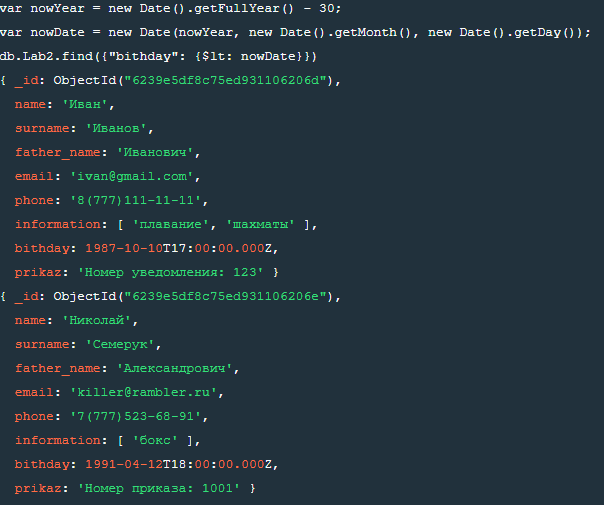 var nowYear = new Date().getFullYear() - 30;
var nowDate = new Date(nowYear, new Date().getMonth(), new Date().getDay());
db.Lab2.find({"bithday": {$lt: nowDate}})
{ _id: ObjectId("6239e5df8c75ed931106206d"),
  name: 'Иван',
  surname: 'Иванов',
  father_name: 'Иванович',
  email: 'ivan@gmail.com',
  phone: '8(777)111-11-11',
  information: [ 'плавание', 'шахматы' ],
  bithday: 1987-10-10T17:00:00.000Z,
  prikaz: 'Номер уведомления: 123' }
{ _id: ObjectId("6239e5df8c75ed931106206e"),
  name: 'Николай',
  surname: 'Семерук',
  father_name: 'Александрович',
  email: 'killer@rambler.ru',
  phone: '7(777)523-68-91',
  information: [ 'бокс' ],
  bithday: 1991-04-12T18:00:00.000Z,
  prikaz: 'Номер приказа: 1001' }